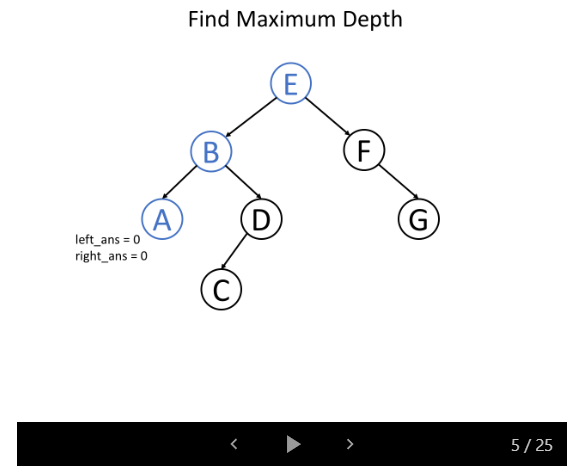 Find Maximum Depth
E
B
F
A
D
G
left_ans = 0
right_ans = 0
C
5 / 25